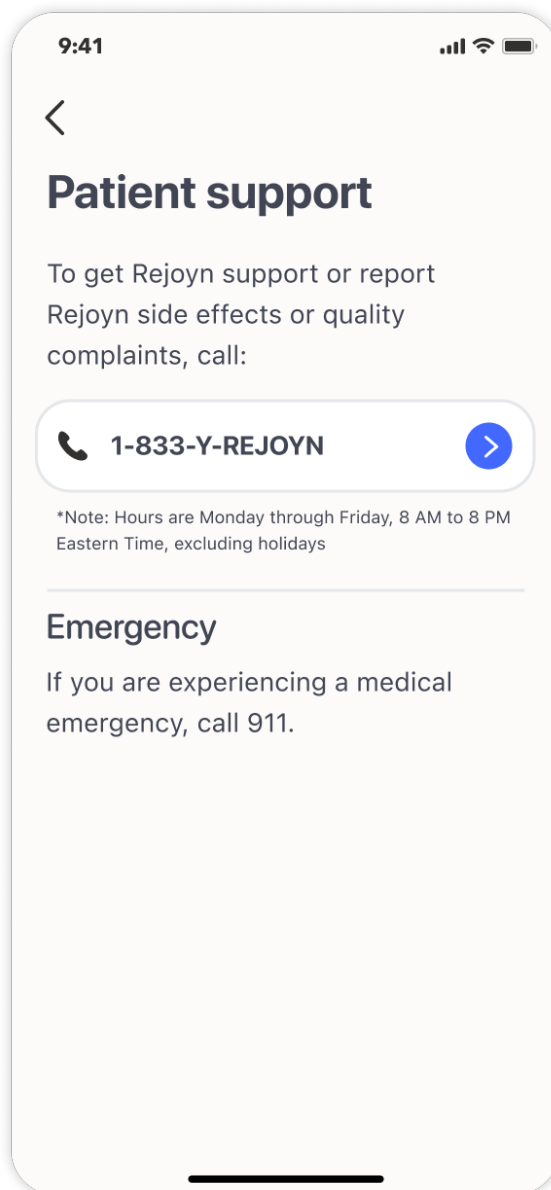 9:41
Patient support
To get Rejoyn support or report
Rejoyn side effects or quality
complaints, call:
1-833-Y-REJOYN
*Note: Hours are Monday through Friday, 8 AM to 8 PM
Eastern Time, excluding holidays
Emergency
If you are experiencing a medical
emergency, call 911.